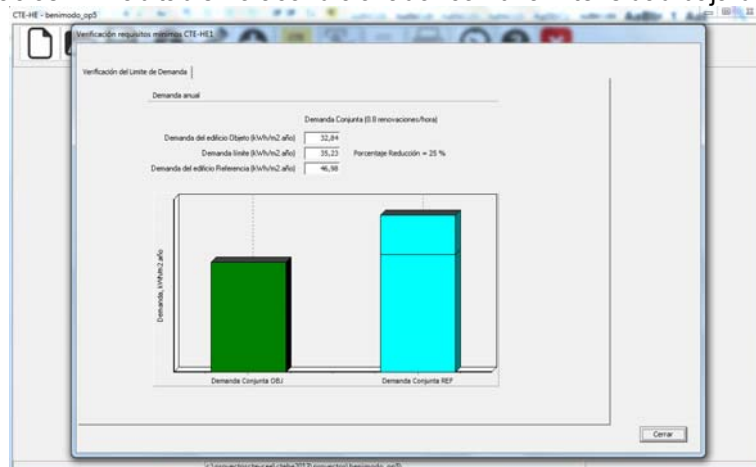 CTE-HE - benimodo_op5
Verificación requisitos mínimos CTE-HE1
Verificación del Límite de Demanda
Demanda anual
Demanda Conjunta (0.8 renovaciones/hora)
Demanda del edificio Objeto (kWh/m2.año) 32,84
Demanda límite (kWh/m2.año) 35,23 Porcentaje Reducción = 25 %
Demanda del edificio Referencia (kWh/m2.año) 46,98
Demanda, kWh/m2.año
Demanda Conjunta OBJ
Demanda Conjunta REF
Cerrar